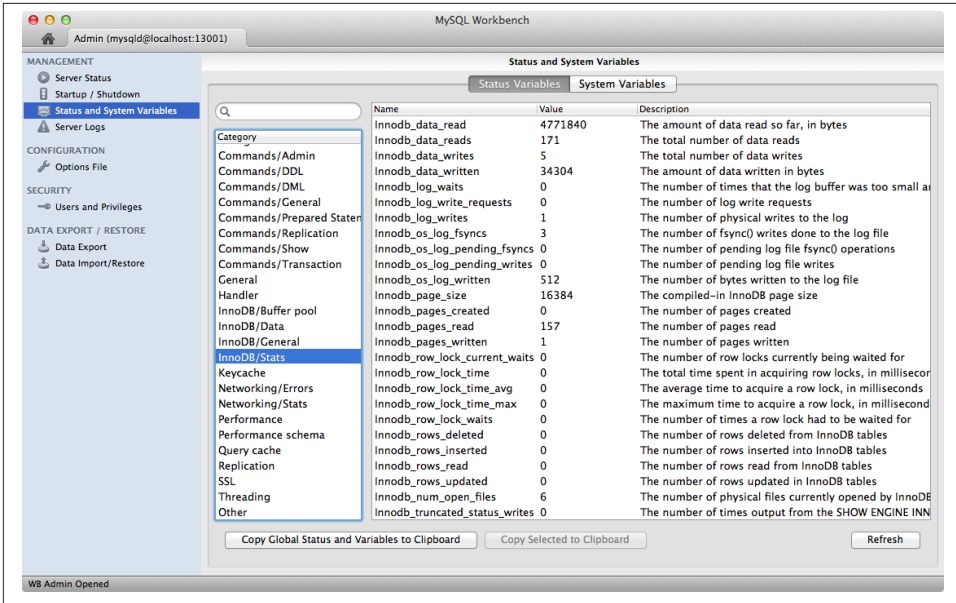 MySQL Workbench
Admin (mysqld@localhost:13001)
MANAGEMENT
Server Status
Startup / Shutdown
Status and System Variables
Server Logs
CONFIGURATION
Options File
SECURITY
Users and Privileges
DATA EXPORT / RESTORE
Data Export
Data Import/Restore
Status and System Variables
Status Variables System Variables
Category
Commands/Admin
Commands/DDL
Commands/DML
Commands/General
Commands/Prepared Staten
Commands/Replication
Commands/Show
Commands/Transaction
General
Handler
InnoDB/Buffer pool
InnoDB/Data
InnoDB/General
InnoDB/Stats
Keycache
Networking/Errors
Networking/Stats
Performance
Performance schema
Query cache
Replication
SSL
Threading
Other
Name Value Description
Innodb_data_read 4771840 The amount of data read so far, in bytes
Innodb_data_reads 171 The total number of data reads
Innodb_data_writes 5 The total number of data writes
Innodb_data_written 34304 The amount of data written in bytes
Innodb_log_waits 0 The number of times that the log buffer was too small a
Innodb_log_write_requests 0 The number of log write requests
Innodb_log_writes 1 The number of physical writes to the log
Innodb_os_log_fsyncs 3 The number of fsync() writes done to the log file
Innodb_os_log_pending_fsyncs 0 The number of pending log file fsync() operations
Innodb_os_log_pending_writes 0 The number of pending log file writes
Innodb_os_log_written 512 The number of bytes written to the log file
Innodb_page_size 16384 The compiled-in InnoDB page size
Innodb_pages_created 0 The number of pages created
Innodb_pages_read 157 The number of pages read
Innodb_pages_written 1 The number of pages written
Innodb_row_lock_current_waits 0 The number of row locks currently being waited for
Innodb_row_lock_time 0 The total time spent in acquiring row locks, in millisecor
Innodb_row_lock_time_avg 0 The average time to acquire a row lock, in milliseconds
Innodb_row_lock_time_max 0 The maximum time to acquire a row lock, in millisecond
Innodb_row_lock_waits 0 The number of times a row lock had to be waited for
Innodb_rows_deleted 0 The number of rows deleted from InnoDB tables
Innodb_rows_inserted 0 The number of rows inserted into InnoDB tables
Innodb_rows_read 0 The number of rows read from InnoDB tables
Innodb_rows_updated 0 The number of rows updated in InnoDB tables
Innodb_num_open_files 6 The number of physical files currently opened by InnoDB
Innodb_truncated_status_writes 0 The number of times output from the SHOW ENGINE INN
Copy Global Status and Variables to Clipboard Copy Selected to Clipboard Refresh
WB Admin Opened